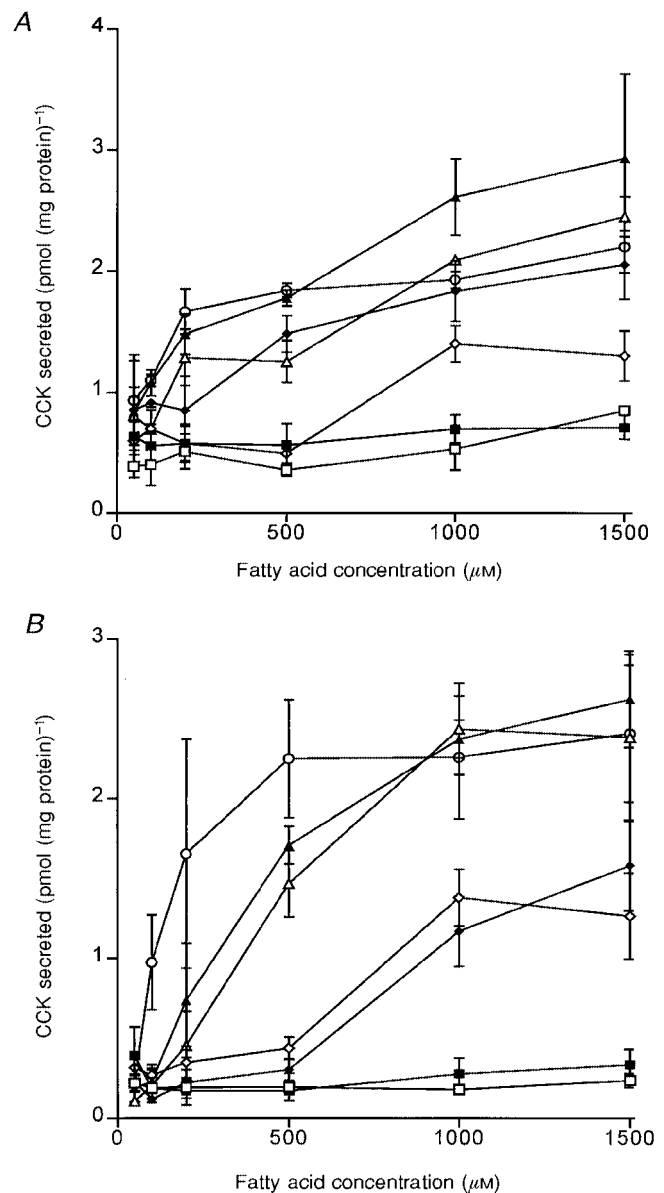 A
4
3
2
1
0
CCK secreted (pmol (mg protein)⁻¹)
0 500 1000 1500
Fatty acid concentration (μM)
B
3
2
1
0
CCK secreted (pmol (mg protein)⁻¹)
0 500 1000 1500
Fatty acid concentration (μM)